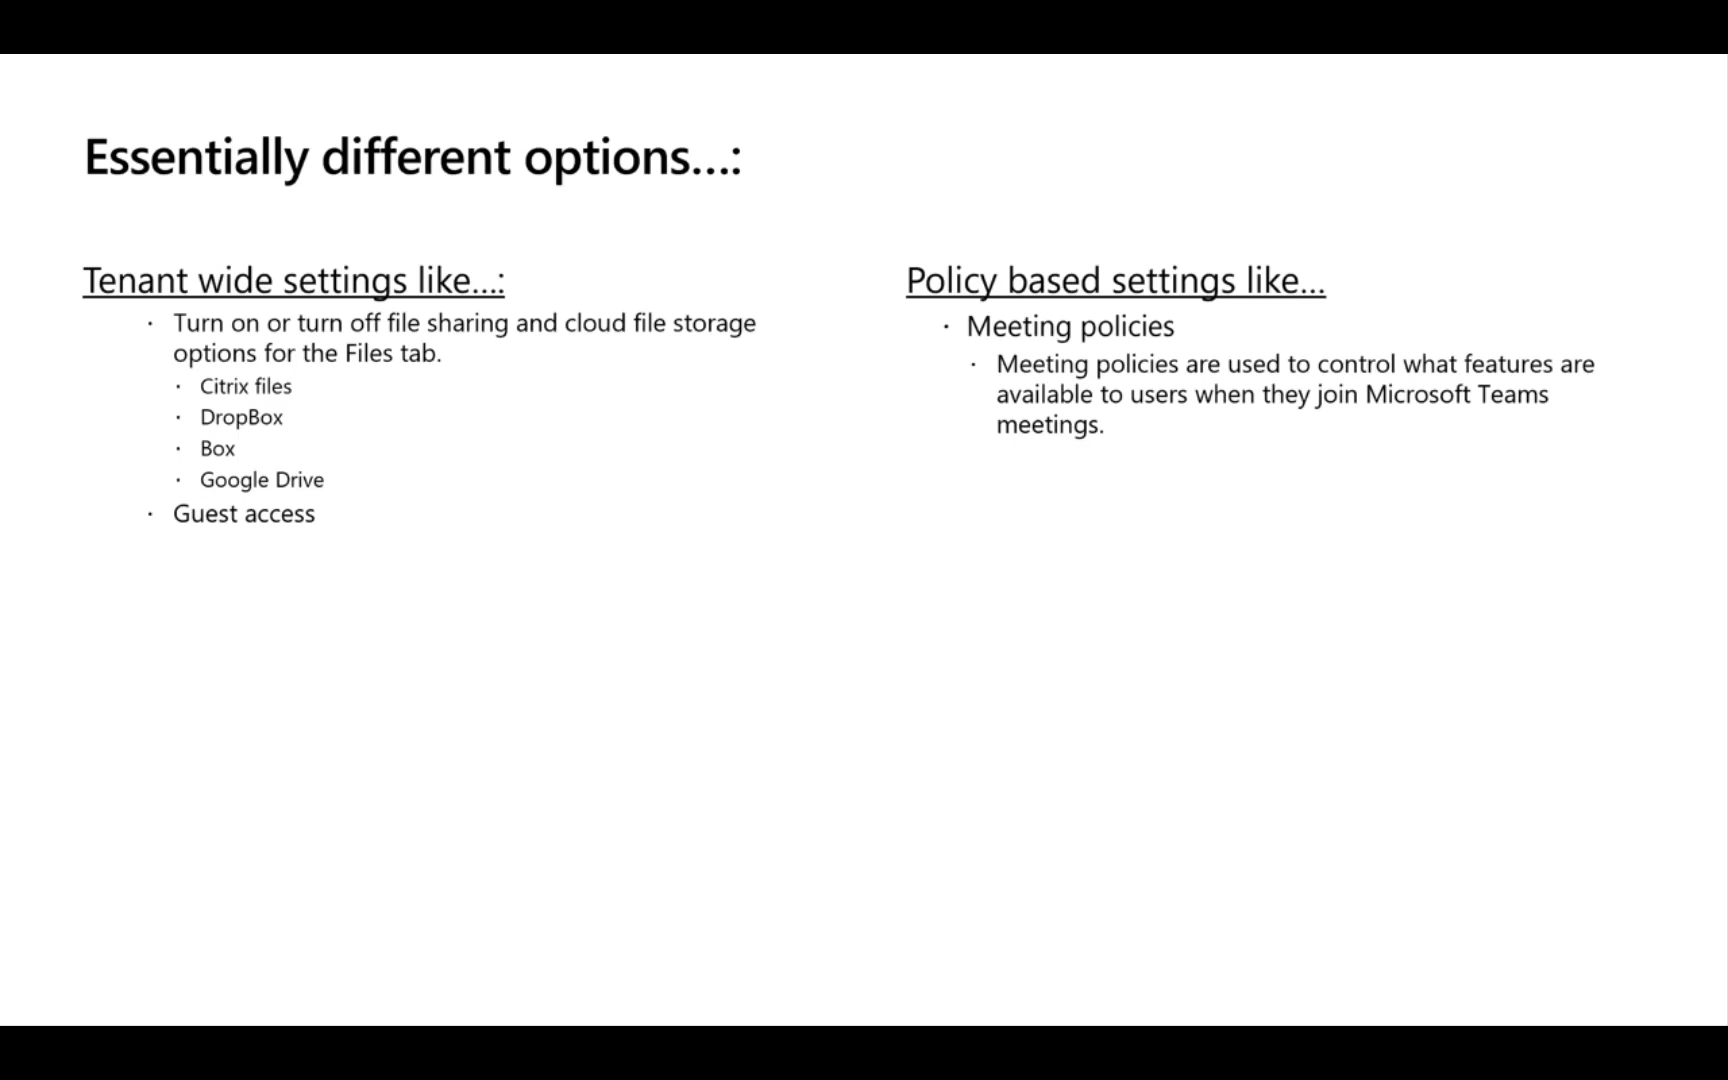 Essentially different options...:
Tenant wide settings like...:
· Turn on or turn off file sharing and cloud file storage
options for the Files tab.
· Citrix files
· DropBox
· Box
· Google Drive
· Guest access
Policy based settings like...
· Meeting policies
· Meeting policies are used to control what features are
available to users when they join Microsoft Teams
meetings.